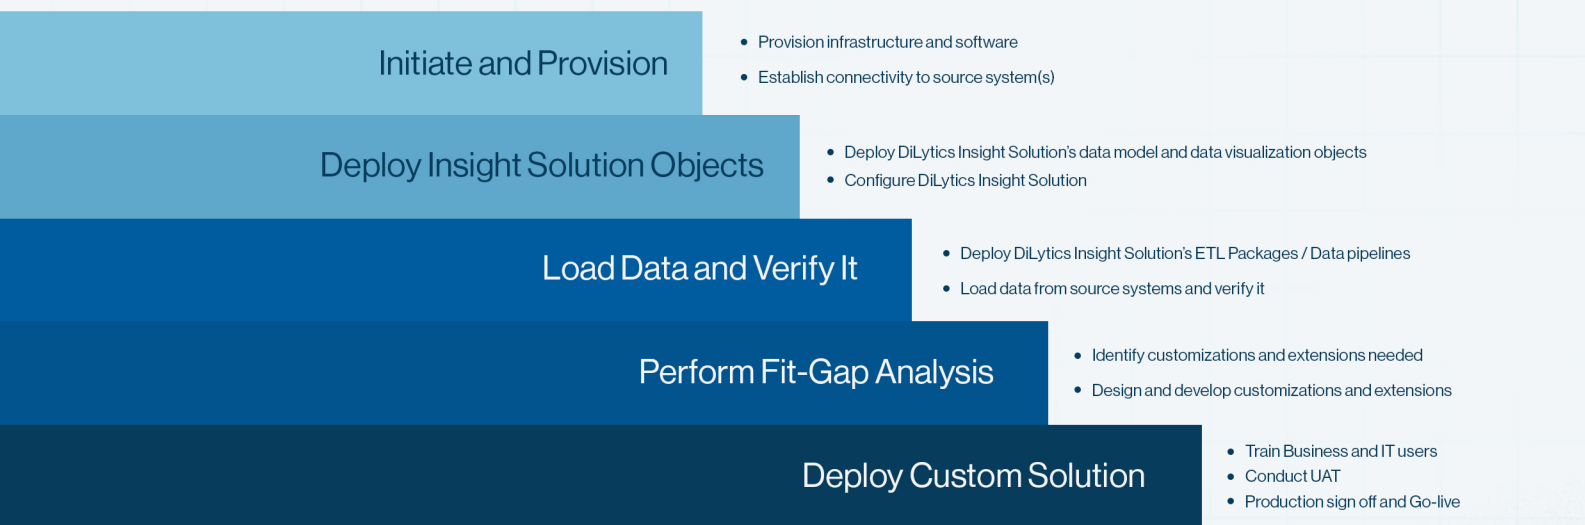 Initiate and Provision
• Provision infrastructure and software
• Establish connectivity to source system(s)
Deploy Insight Solution Objects
• Deploy DiLytics Insight Solution's data model and data visualization objects
• Configure DiLytics Insight Solution
Load Data and Verify It
• Deploy DiLytics Insight Solution's ETL Packages / Data pipelines
• Load data from source systems and verify it
Perform Fit-Gap Analysis
• Identify customizations and extensions needed
• Design and develop customizations and extensions
Deploy Custom Solution
• Train Business and IT users
• Conduct UAT
• Production sign off and Go-live